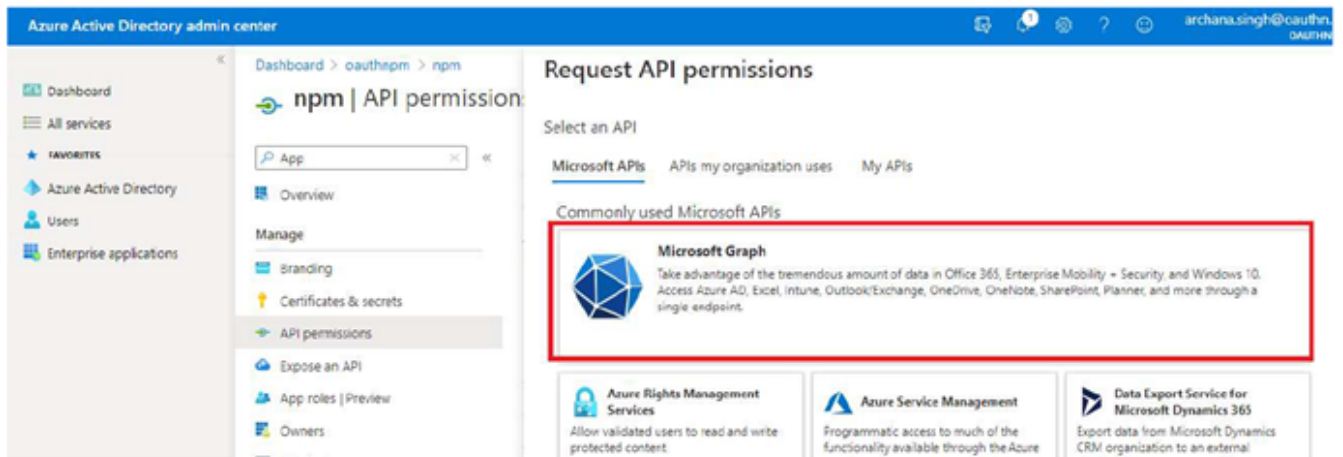 Azure Active Directory admin center
archana.singh@oauthn.
OAUTHN
«
Dashboard
All services
FAVORITES
Azure Active Directory
Users
Enterprise applications
Dashboard > oauthnpm > npm
npm | API permission
App
«
Overview
Manage
Branding
Certificates & secrets
API permissions
Expose an API
App roles | Preview
Owners
Request API permissions
Select an API
Microsoft APIs APIs my organization uses My APIs
Commonly used Microsoft APIs
Microsoft Graph
Take advantage of the tremendous amount of data in Office 365, Enterprise Mobility + Security, and Windows 10.
Access Azure AD, Excel, Intune, Outlook/Exchange, OneDrive, OneNote, SharePoint, Planner, and more through a
single endpoint.
Azure Rights Management
Services
Allow validated users to read and write
protected content
Azure Service Management
Programmatic access to much of the
functionality available through the Azure
Data Export Service for
Microsoft Dynamics 365
Export data from Microsoft Dynamics
CRM organization to an external